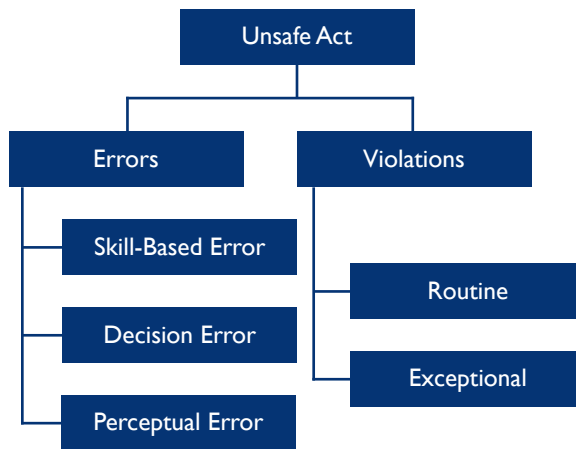 Unsafe Act
Errors
Violations
Skill-Based Error
Decision Error
Perceptual Error
Routine
Exceptional